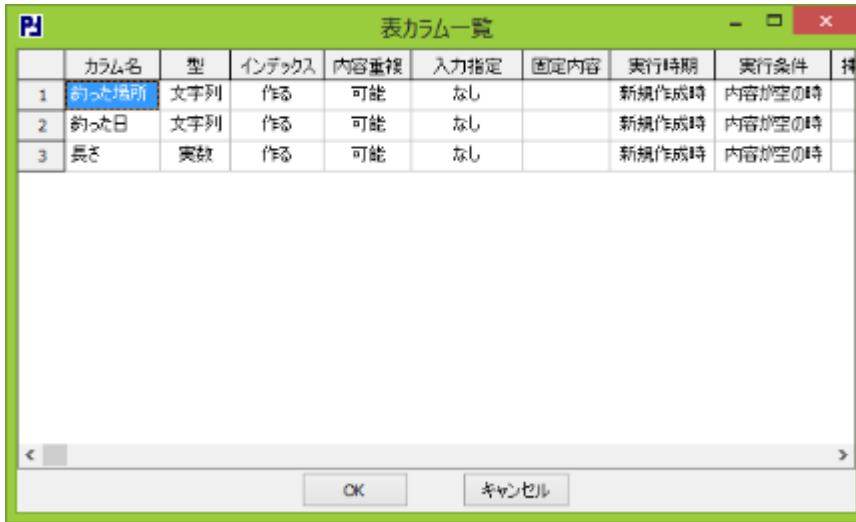 表カラム一覧
カラム名 型 インデックス 内容重複 入力指定 固定内容 実行時期 実行条件
1 釣った場所 文字列 作る 可能 なし 新規作成時 内容が空の時
2 釣った日 文字列 作る 可能 なし 新規作成時 内容が空の時
3 長さ 実数 作る 可能 なし 新規作成時 内容が空の時
OK キャンセル